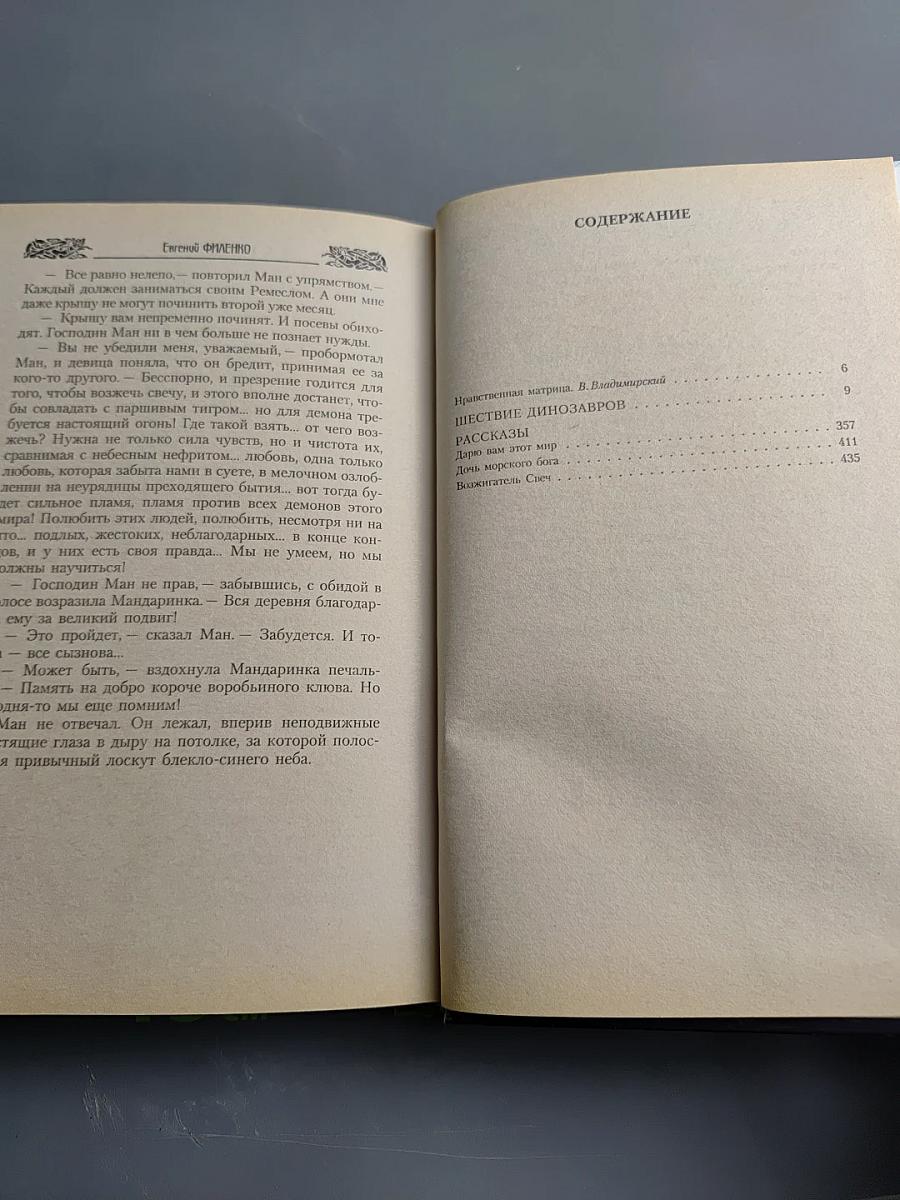 Евгений ФИЛЕНКО
— Все равно нелепо,— повторил Ман с упрямством.—
Каждый должен заниматься своим Ремеслом. А они мне
даже крышу не могут починить второй уже месяц.
— Крышу вам непременно починят. И посевы обихо-
дят. Господин Ман ни в чем больше не познает нужды.
— Вы не убедили меня, уважаемый, — пробормотал
Ман, и девица поняла, что он бредит, принимая ее за
кого-то другого. — Бесспорно, и презрение годится для
того, чтобы возжечь свечу, и этого вполне достанет, что-
бы совладать с паршивым тигром... но для демона тре-
буется настоящий огонь! Где такой взять... от чего воз-
жечь? Нужна не только сила чувств, но и чистота их,
сравнимая с небесным нефритом... любовь, одна только
любовь, которая забыта нами в суете, в мелочном озлоб-
лении на неурядицы преходящего бытия... вот тогда бу-
дет сильное пламя, пламя против всех демонов этого
мира! Полюбить этих людей, полюбить, несмотря ни на
что... подлых, жестоких, неблагодарных... в конце кон-
цов, и у них есть своя правда... Мы не умеем, но мы
олжны научиться!
— Господин Ман не прав, — забывшись, с обидой в
олосе возразила Мандаринка. — Вся деревня благодар-
ему за великий подвиг!
— Это пройдет, — сказал Ман. — Забудется. И то-
— все сызнова...
— Может быть, — вздохнула Мандаринка печаль-
— Память на добро короче воробьиного клюва. Но
одня-то мы еще помним!
Ман не отвечал. Он лежал, вперив неподвижные
стящие глаза в дыру на потолке, за которой полос-
я привычный лоскут блекло-синего неба.
СОДЕРЖАНИЕ
Нравственная матрица. В. Владимирский . . . . . . . . . . . . . 6
ШЕСТВИЕ ДИНОЗАВРОВ . . . . . . . . . . . . . . . 9
РАССКАЗЫ
Дарю вам этот мир . . . . . . . . . . . . . . . . . . . . . . 357
Дочь морского бога . . . . . . . . . . . . . . . . . . . . . . 411
Возжигатель Свеч . . . . . . . . . . . . . . . . . . . . . . . 435